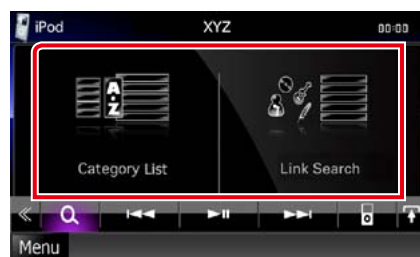 iPod XYZ 00:00
A
Z
Category List Link Search
Menu